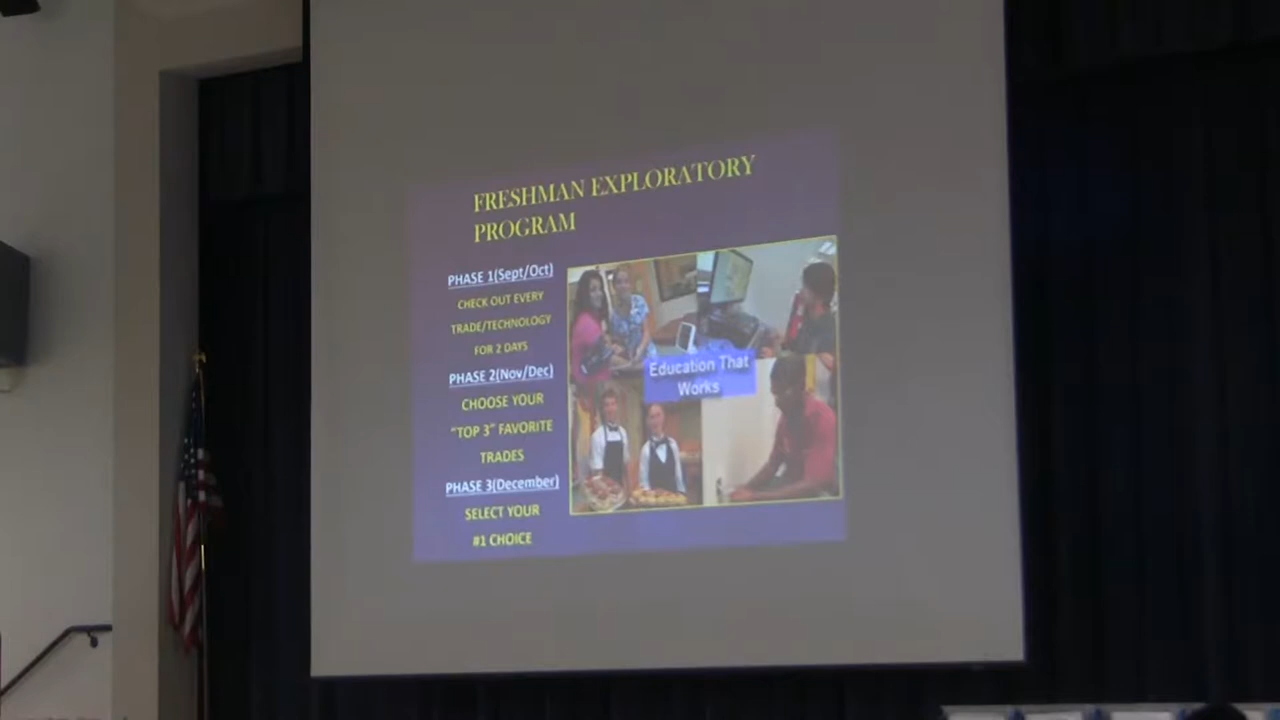 FRESHMAN EXPLORATORY
PROGRAM
PHASE 1(Sept/Oct)
CHECK OUT EVERY
TRADE/TECHNOLOGY
FOR 2 DAYS
PHASE 2(Nov/Dec)
CHOOSE YOUR
"TOP 3" FAVORITE
TRADES
PHASE 3(December)
SELECT YOUR
#1 CHOICE
Education That
Works